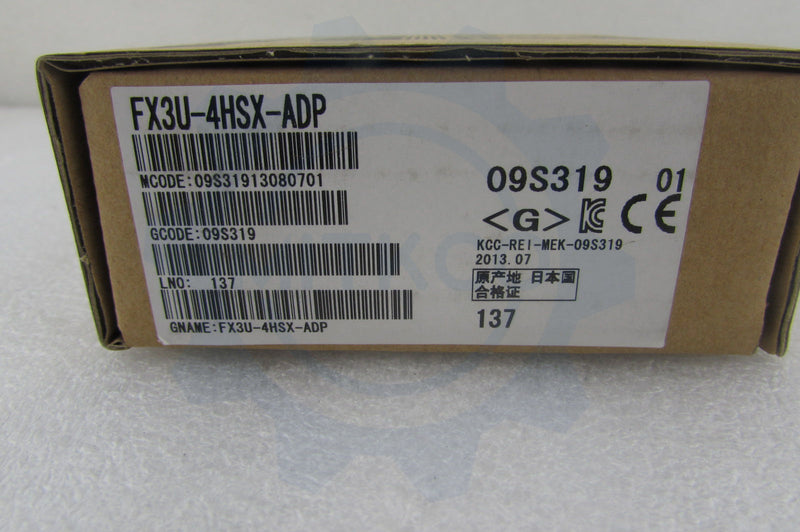 FX3U-4HSX-ADP
MCODE:09S31913080701
GCODE:09S319
LNO: 137
GNAME:FX3U-4HSX-ADP
09S319 01
<G> CE
KCC-REI-MEK-09S319
2013.07
原产地 日本国
合格证
137